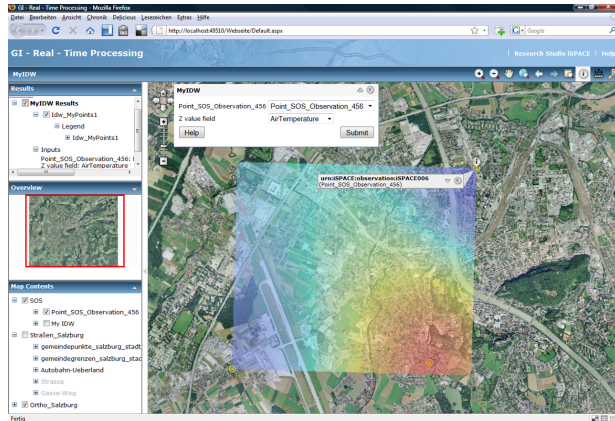 GI - Real - Time Processing - Mozilla Firefox
Datei Bearbeiten Ansicht Chronik Delicious Lesezeichen Extras Hilfe
http://localhost:49510/Webseite/Default.aspx
Google
GI - Real - Time Processing
Research Studio iSPACE | Help
MyIDW
Results
MyIDW Results
Idw_MyPoints1
Legend
Idw_MyPoints1
Inputs
Point_SOS_Observation_456:
Z value field: AirTemperature
Overview
Map Contents
SOS
Point_SOS_Observation_456
My IDW
Straßen_Salzburg
gemeindepunkte_salzburg_stadt
gemeindegrenzen_salzburg_stad
Autobahn-Ueberland
Strasse
Gasse-Weg
Ortho_Salzburg
MyIDW
Point_SOS_Observation_456 Point_SOS_Observation_456
Z value field AirTemperature
Help Submit
urn:iSPACE:observation:iSPACE006
(Point_SOS_Observation_456)
Fertig